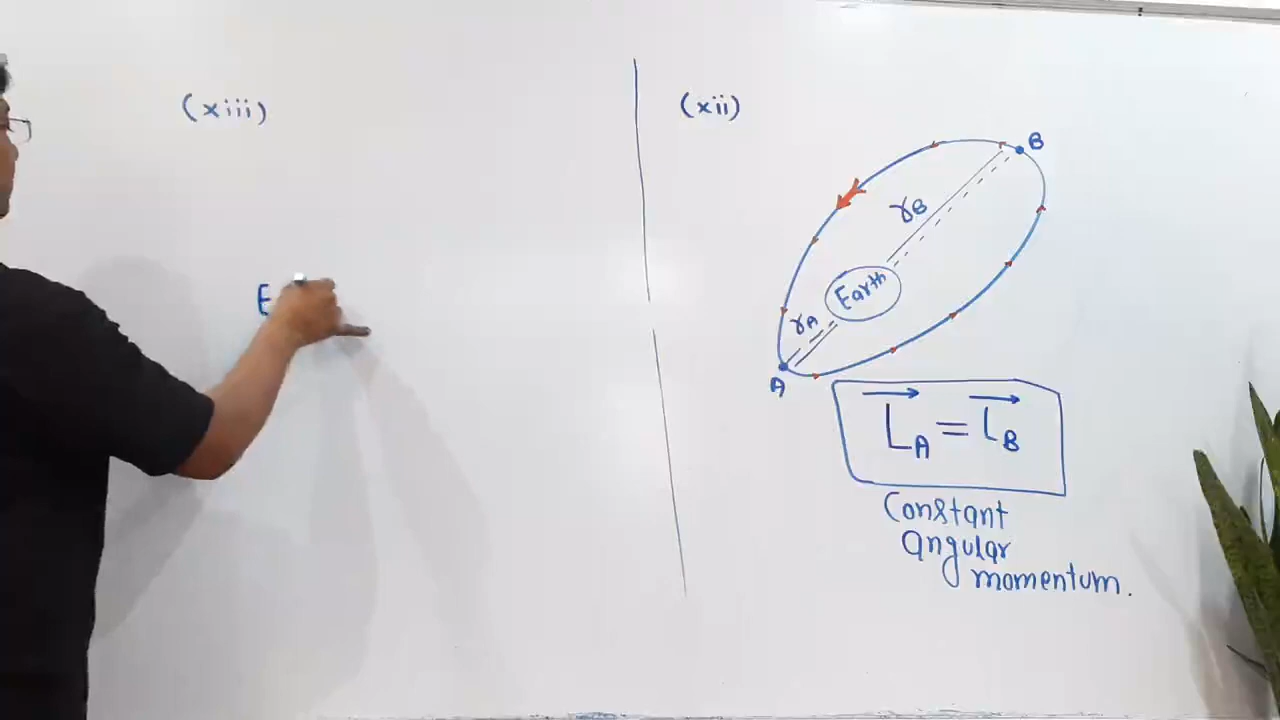 (xiii)
E
(xii)
B
rB
Earth
rA
A
LA = LB
Constant
angular
momentum.